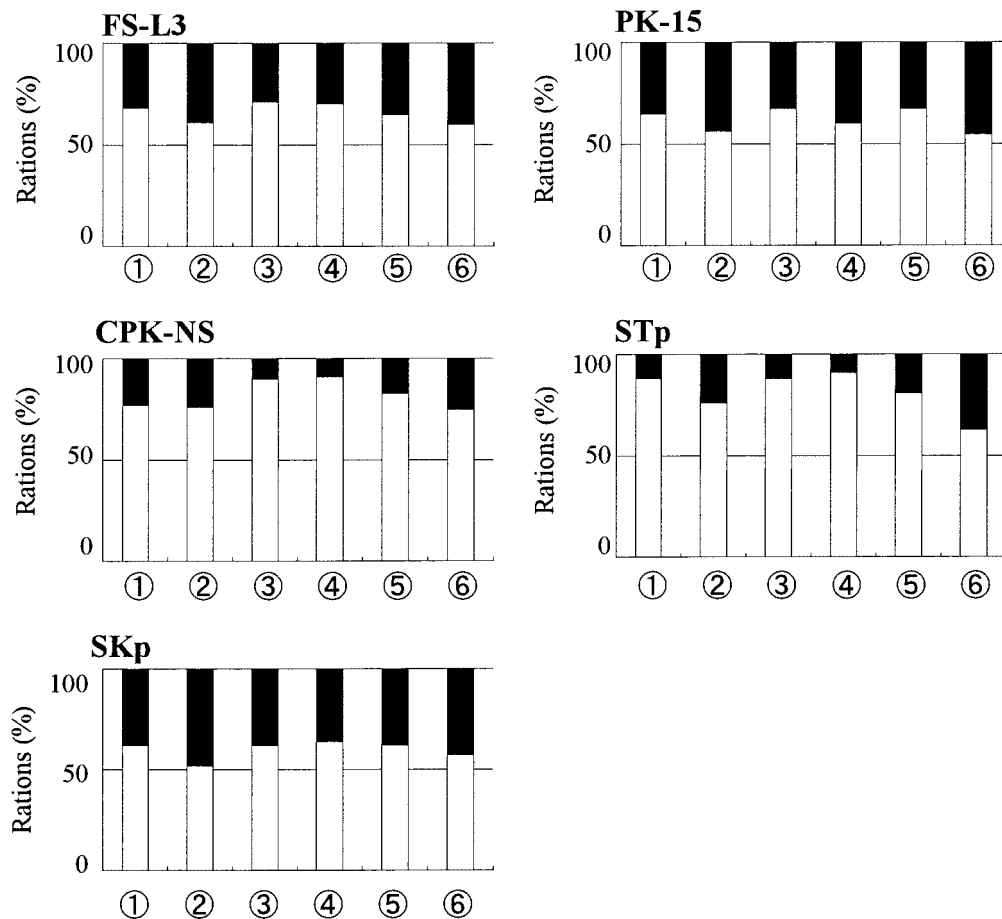 FS-L3
Rations (%)
100
50
0
① ② ③ ④ ⑤ ⑥
PK-15
Rations (%)
100
50
0
① ② ③ ④ ⑤ ⑥
CPK-NS
Rations (%)
100
50
0
① ② ③ ④ ⑤ ⑥
STp
Rations (%)
100
50
0
① ② ③ ④ ⑤ ⑥
SKp
Rations (%)
100
50
0
① ② ③ ④ ⑤ ⑥